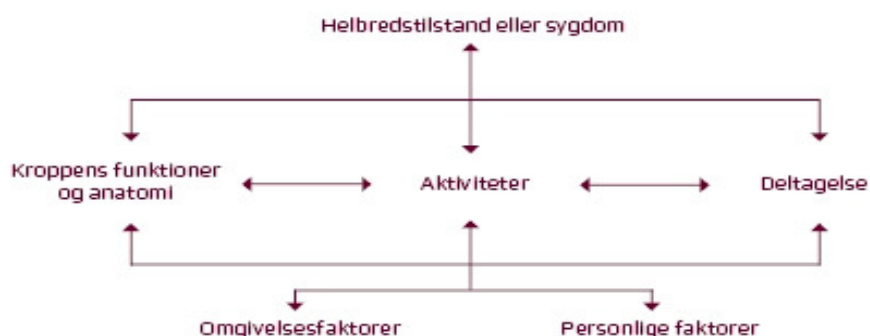 Helbredstilstand eller sygdom
Kroppens funktioner
og anatomi
Aktiviteter
Deltagelse
Omgivelsesfaktorer
Personlige faktorer